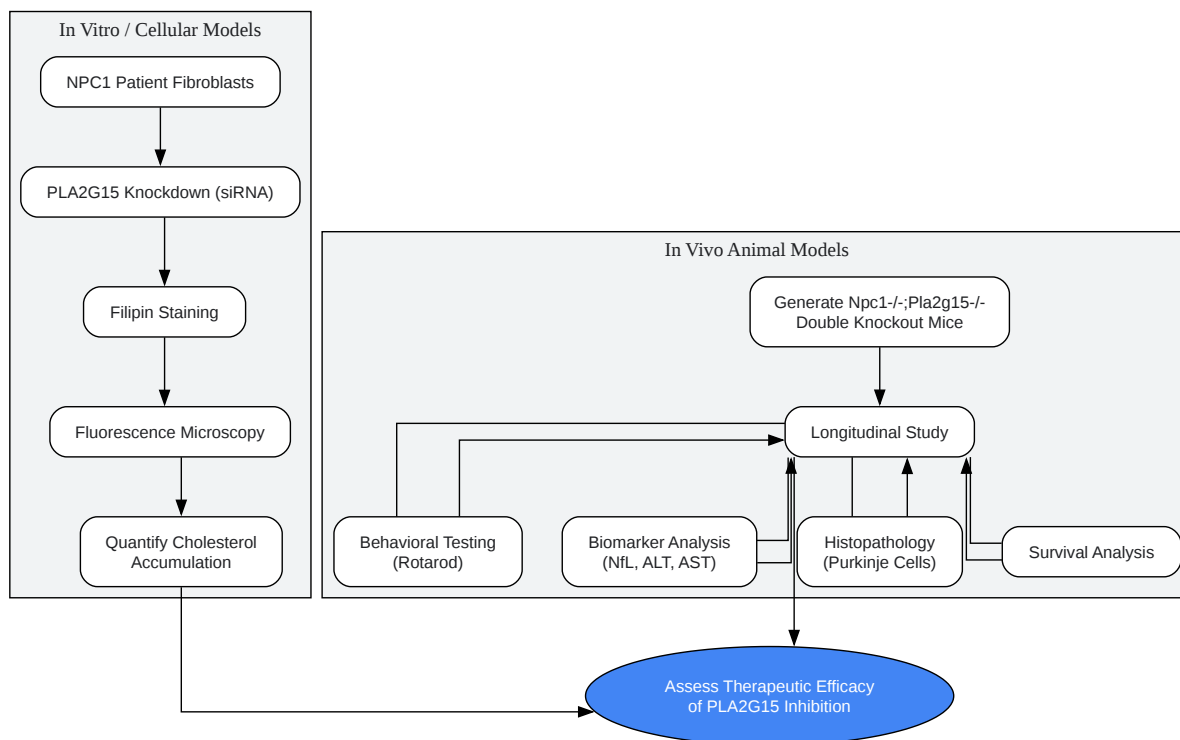 In Vitro / Cellular Models
NPC1 Patient Fibroblasts
PLA2G15 Knockdown (siRNA)
Filipin Staining
Fluorescence Microscopy
Quantify Cholesterol
Accumulation
In Vivo Animal Models
Generate Npc1-/-;Pla2g15-/-
Double Knockout Mice
Longitudinal Study
Behavioral Testing
(Rotarod)
Biomarker Analysis
(NfL, ALT, AST)
Histopathology
(Purkinje Cells)
Survival Analysis
Assess Therapeutic Efficacy
of PLA2G15 Inhibition